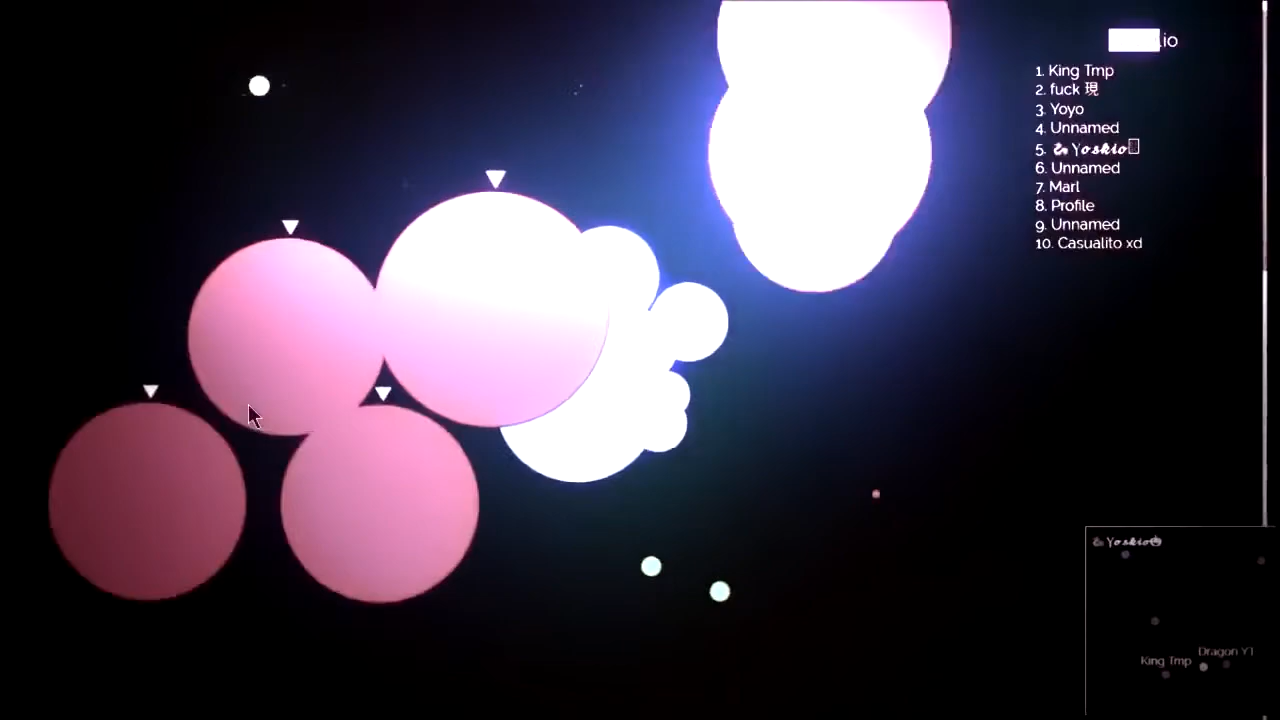 .io
1. King Tmp
2. fuck 現
3. Yoyo
4. Unnamed
5. Yoskio
6. Unnamed
7. Marl
8. Profile
9. Unnamed
10. Casualito xd
Yoskio
King Tmp
Dragon YT